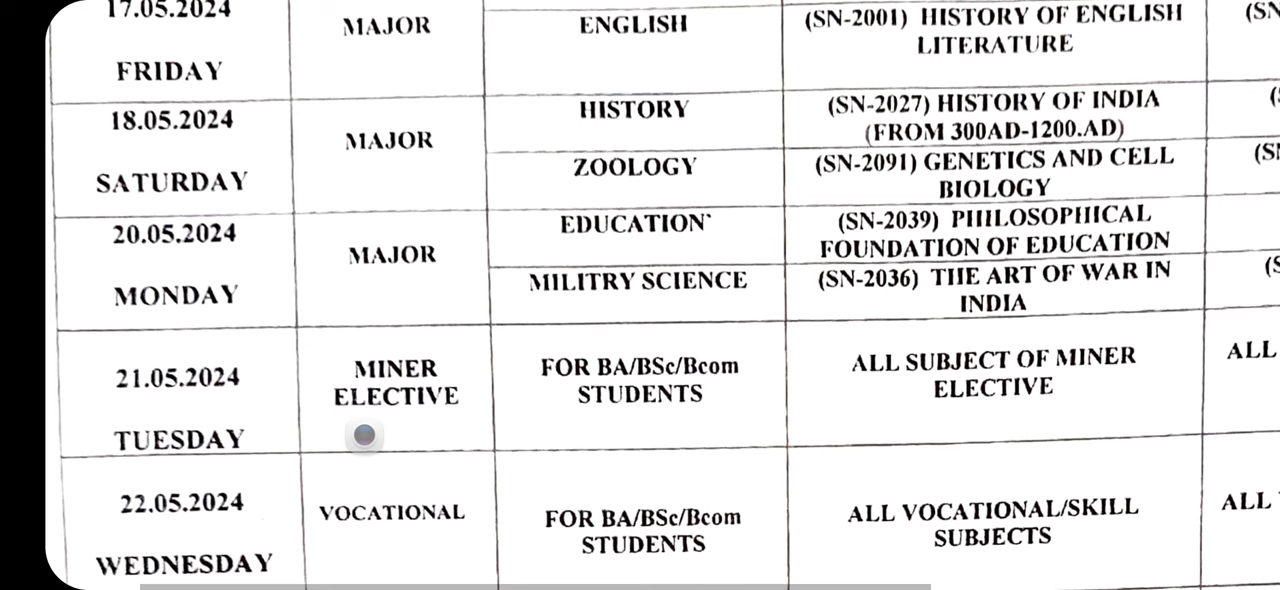 17.05.2024
FRIDAY
MAJOR
ENGLISH
(SN-2001) HISTORY OF ENGLISH
LITERATURE
(SN
18.05.2024
SATURDAY
MAJOR
HISTORY
(SN-2027) HISTORY OF INDIA
(FROM 300AD-1200.AD)
ZOOLOGY
(SN-2091) GENETICS AND CELL
BIOLOGY
20.05.2024
MONDAY
MAJOR
EDUCATION
(SN-2039) PHILOSOPHICAL
FOUNDATION OF EDUCATION
MILITRY SCIENCE
(SN-2036) THE ART OF WAR IN
INDIA
21.05.2024
TUESDAY
MINER
ELECTIVE
FOR BA/BSc/Bcom
STUDENTS
ALL SUBJECT OF MINER
ELECTIVE
ALL
22.05.2024
WEDNESDAY
VOCATIONAL
FOR BA/BSc/Bcom
STUDENTS
ALL VOCATIONAL/SKILL
SUBJECTS
ALL